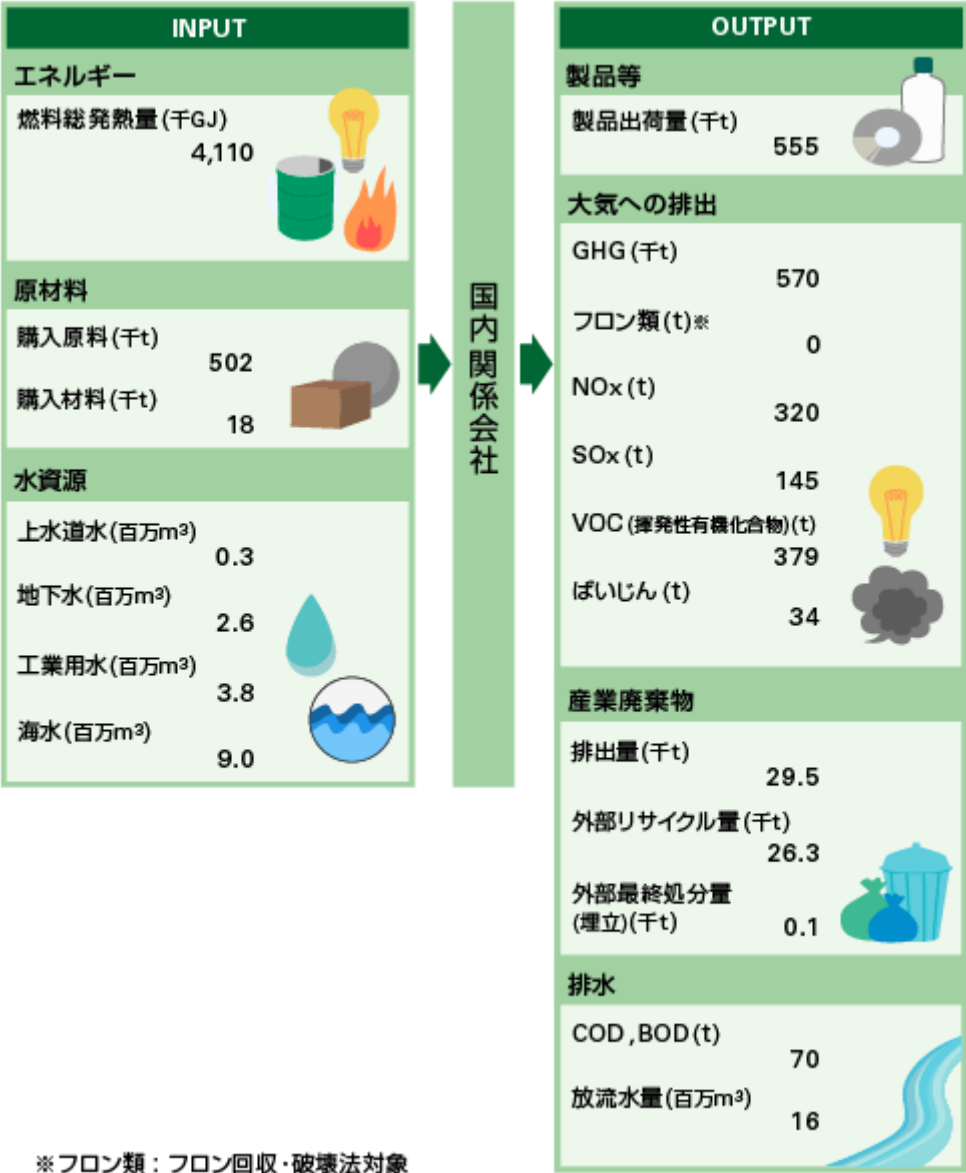 INPUT
エネルギー
燃料総発熱量(千GJ)
4,110
原材料
購入原料(千t)
502
購入材料(千t)
18
水資源
上水道水(百万m³)
0.3
地下水(百万m³)
2.6
工業用水(百万m³)
3.8
海水(百万m³)
9.0
国内関係会社
OUTPUT
製品等
製品出荷量(千t)
555
大気への排出
GHG(千t)
570
フロン類(t)※
0
NOx(t)
320
SOx(t)
145
VOC(揮発性有機化合物)(t)
379
ばいじん(t)
34
産業廃棄物
排出量(千t)
29.5
外部リサイクル量(千t)
26.3
外部最終処分量
(埋立)(千t)
0.1
排水
COD,BOD(t)
70
放流水量(百万m³)
16
※フロン類：フロン回収・破壊法対象